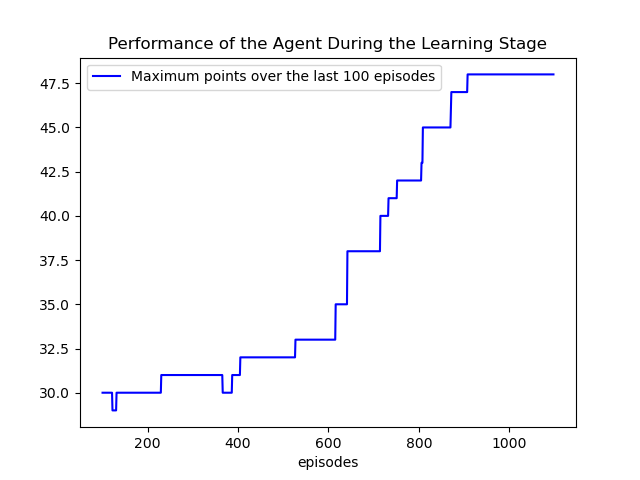 Performance of the Agent During the Learning Stage
Maximum points over the last 100 episodes
47.5
45.0
42.5
40.0
37.5
35.0
32.5
30.0
200 400 600 800 1000
episodes